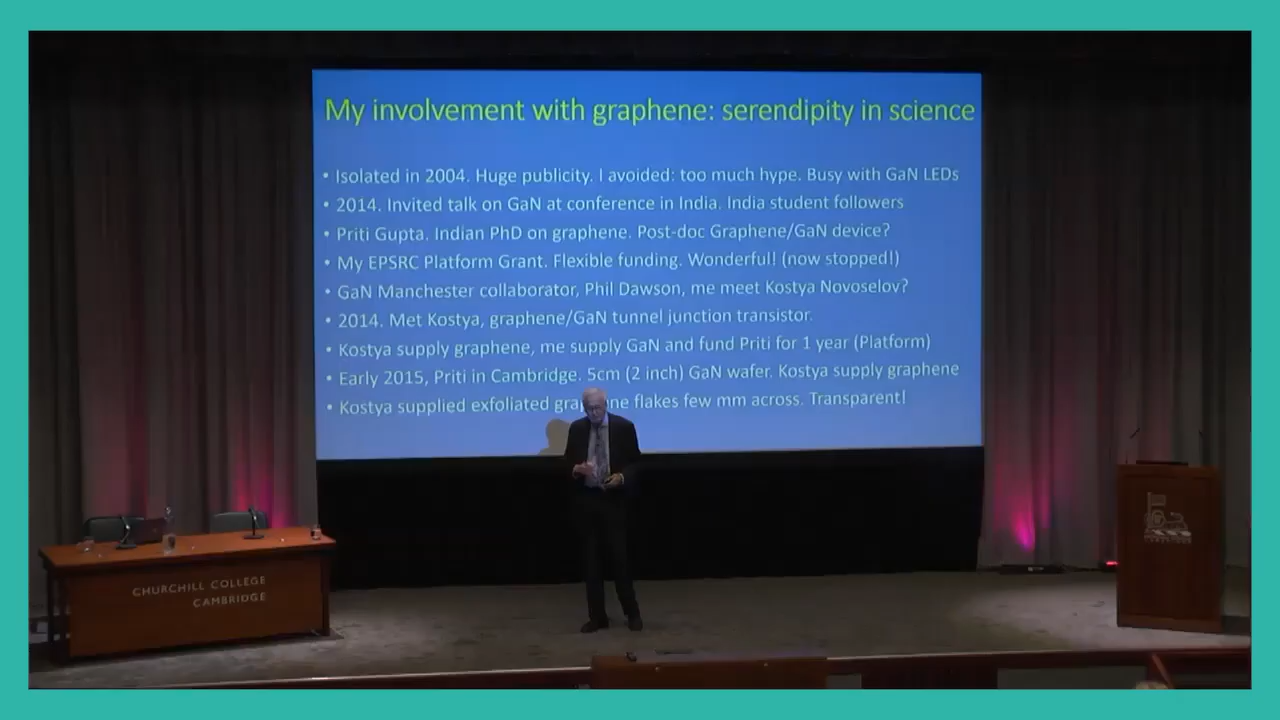 My involvement with graphene: serendipity in science
• Isolated in 2004. Huge publicity. I avoided: too much hype. Busy with GaN LEDs
• 2014. Invited talk on GaN at conference in India. India student followers
• Priti Gupta. Indian PhD on graphene. Post-doc Graphene/GaN device?
• My EPSRC Platform Grant. Flexible funding. Wonderful! (now stopped!)
• GaN Manchester collaborator, Phil Dawson, me meet Kostya Novoselov?
• 2014. Met Kostya, graphene/GaN tunnel junction transistor.
• Kostya supply graphene, me supply GaN and fund Priti for 1 year (Platform)
• Early 2015, Priti in Cambridge. 5cm (2 inch) GaN wafer. Kostya supply graphene
• Kostya supplied exfoliated graphene flakes few mm across. Transparent!
CHURCHILL COLLEGE
CAMBRIDGE